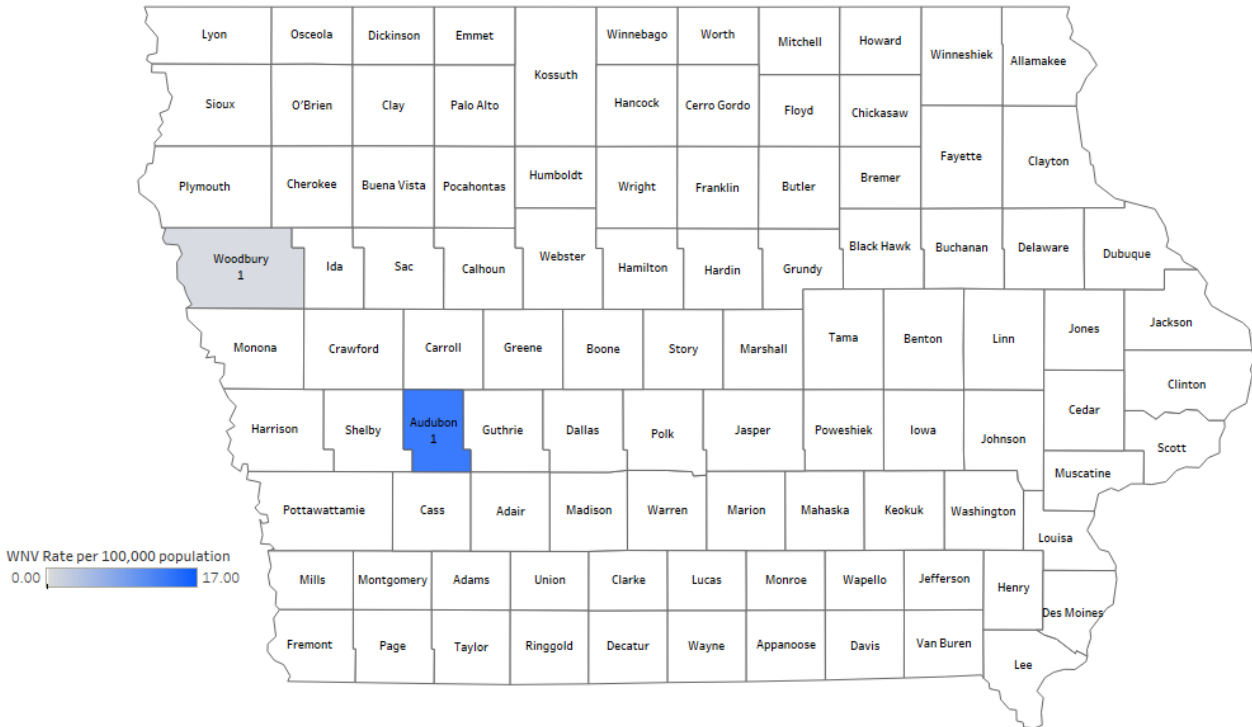 Lyon
Osceola
Dickinson
Emmet
Kossuth
Winnebago
Worth
Mitchell
Howard
Winneshiek
Allamakee
Sioux
O'Brien
Clay
Palo Alto
Hancock
Cerro Gordo
Floyd
Chickasaw
Fayette
Clayton
Plymouth
Cherokee
Buena Vista
Pocahontas
Humboldt
Wright
Franklin
Butler
Bremer
Woodbury
1
Ida
Sac
Calhoun
Webster
Hamilton
Hardin
Grundy
Black Hawk
Buchanan
Delaware
Dubuque
Monona
Crawford
Carroll
Greene
Boone
Story
Marshall
Tama
Benton
Linn
Jones
Jackson
Clinton
Harrison
Shelby
Audubon
1
Guthrie
Dallas
Polk
Jasper
Poweshiek
Iowa
Johnson
Cedar
Scott
Muscatine
Pottawattamie
Cass
Adair
Madison
Warren
Marion
Mahaska
Keokuk
Washington
Louisa
WNV Rate per 100,000 population
0.00 17.00
Mills
Montgomery
Adams
Union
Clarke
Lucas
Monroe
Wapello
Jefferson
Henry
Des Moines
Fremont
Page
Taylor
Ringgold
Decatur
Wayne
Appanoose
Davis
Van Buren
Lee